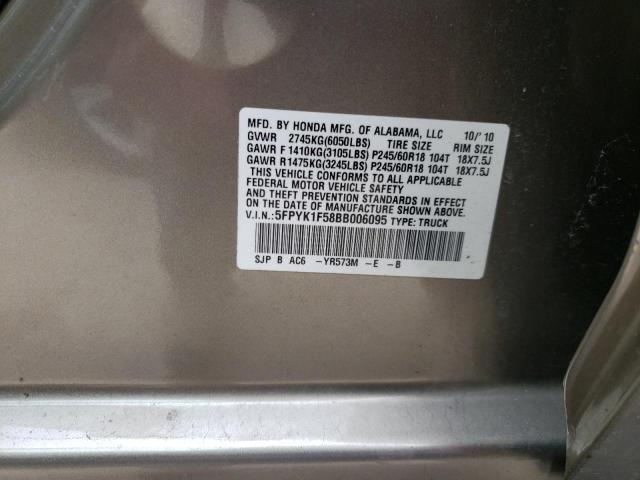 MFD. BY HONDA MFG. OF ALABAMA, LLC 10/'10
GVWR 2745KG(6050LBS) TIRE SIZE RIM SIZE
GAWR F 1410KG(3105LBS) P245/60R18 104T 18X7.5J
GAWR R1475KG(3245LBS) P245/60R18 104T 18X7.5J
THIS VEHICLE CONFORMS TO ALL APPLICABLE
FEDERAL MOTOR VEHICLE SAFETY
AND THEFT PREVENTION STANDARDS IN EFFECT
ON THE DATE OF MANUFACTURE SHOWN ABOVE.
V.I.N.:5FPYK1F58BB006095 TYPE: TRUCK
SJP B AC6 -YR573M -E -B